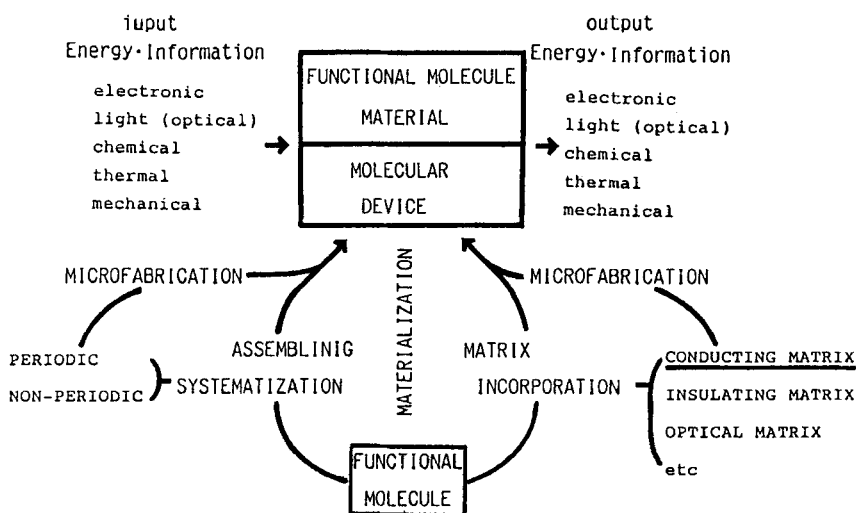 iuput
Energy·Information
electronic
light (optical)
chemical
thermal
mechanical
FUNCTIONAL MOLECULE
MATERIAL
MOLECULAR
DEVICE
output
Energy·Information
electronic
light (optical)
chemical
thermal
mechanical
MICROFABRICATION
MATERIALIZATION
MICROFABRICATION
PERIODIC
NON-PERIODIC
ASSEMBLINIG
SYSTEMATIZATION
MATRIX
INCORPORATION
CONDUCTING MATRIX
INSULATING MATRIX
OPTICAL MATRIX
etc
FUNCTIONAL
MOLECULE